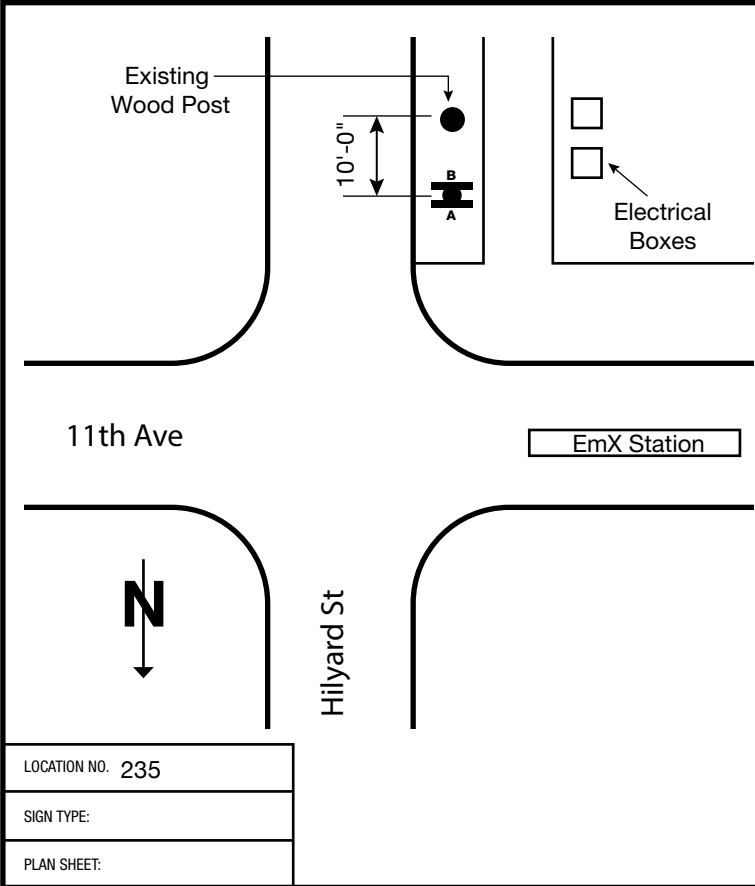 Existing
Wood Post
10'-0"
B
A
Electrical
Boxes
11th Ave
EmX Station
N
Hilyard St
LOCATION NO. 235
SIGN TYPE:
PLAN SHEET: